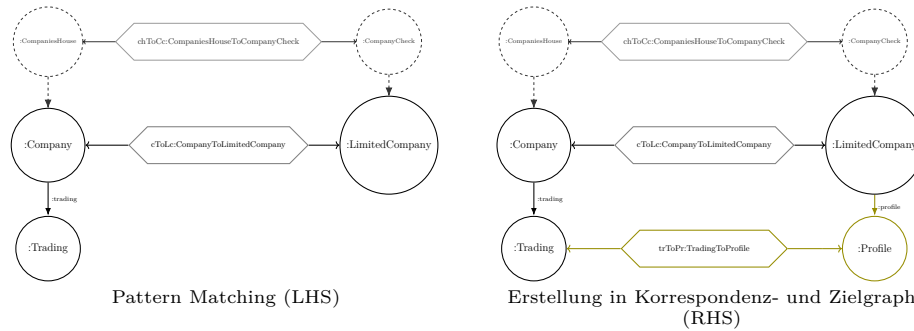 :CompaniesHouse
chToCc:CompaniesHouseToCompanyCheck
:CompanyCheck
:Company
cToLc:CompanyToLimitedCompany
:LimitedCompany
:trading
:Trading
Pattern Matching (LHS)
:CompaniesHouse
chToCc:CompaniesHouseToCompanyCheck
:CompanyCheck
:Company
cToLc:CompanyToLimitedCompany
:LimitedCompany
:trading
:profile
:Trading
trToPr:TradingToProfile
:Profile
Erstellung in Korrespondenz- und Zielgraph
(RHS)